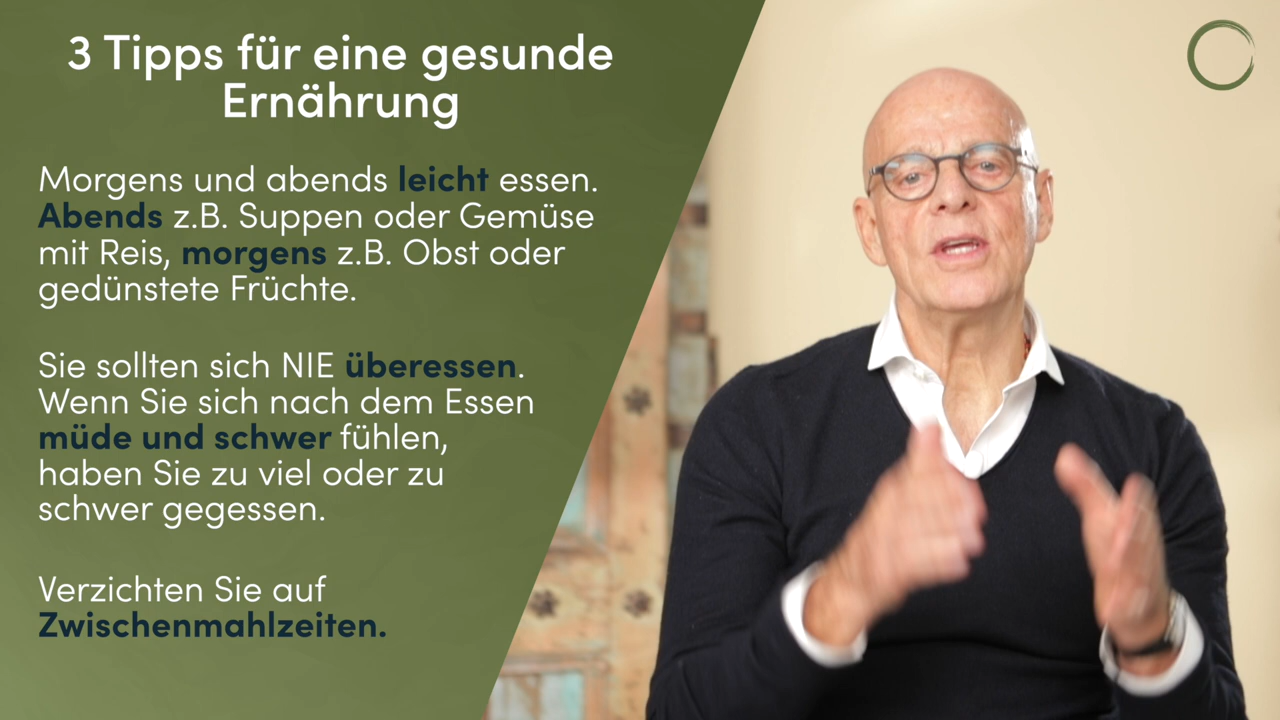 3 Tipps für eine gesunde
Ernährung
Morgens und abends leicht essen.
Abends z.B. Suppen oder Gemüse
mit Reis, morgens z.B. Obst oder
gedünstete Früchte.
Sie sollten sich NIE überessen.
Wenn Sie sich nach dem Essen
müde und schwer fühlen,
haben Sie zu viel oder zu
schwer gegessen.
Verzichten Sie auf
Zwischenmahlzeiten.